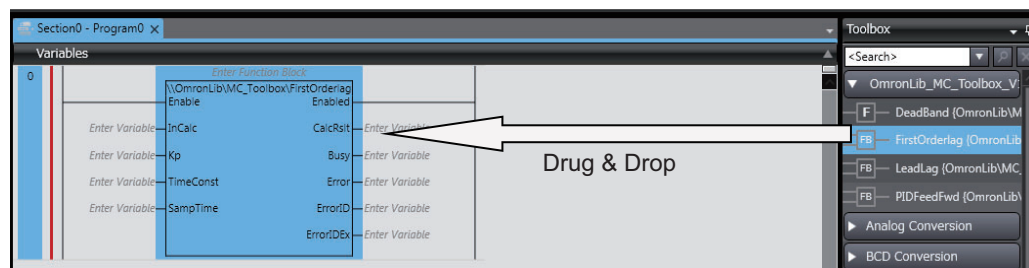 Section0 - Program0
Toolbox
Variables
<Search>
0
Enter Function Block
\\OmronLib\MC_Toolbox\FirstOrderlag
Enable Enabled
Enter Variable InCalc CalcRslt Enter Variable
Enter Variable Kp Busy Enter Variable
Enter Variable TimeConst Error Enter Variable
Enter Variable SampTime ErrorID Enter Variable
ErrorIDEx Enter Variable
Drug & Drop
OmronLib_MC_Toolbox_V1
F DeadBand {OmronLib\M
FB FirstOrderlag {OmronLib
FB LeadLag {OmronLib\MC_
FB PIDFeedFwd {OmronLib\
Analog Conversion
BCD Conversion